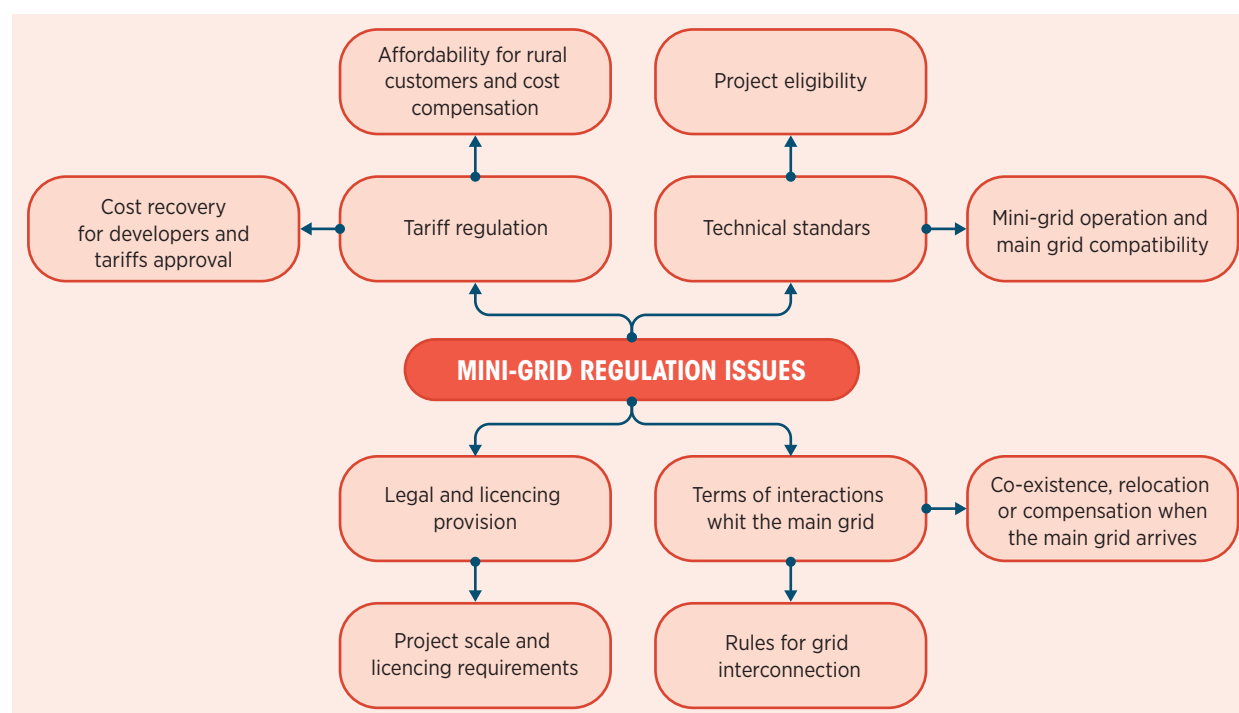 Affordability for rural
customers and cost
compensation
Project eligibility
Cost recovery
for developers and
tariffs approval
Tariff regulation
Technical standars
Mini-grid operation and
main grid compatibility
MINI-GRID REGULATION ISSUES
Legal and licencing
provision
Terms of interactions
whit the main grid
Co-existence, relocation
or compensation when
the main grid arrives
Project scale and
licencing requirements
Rules for grid
interconnection